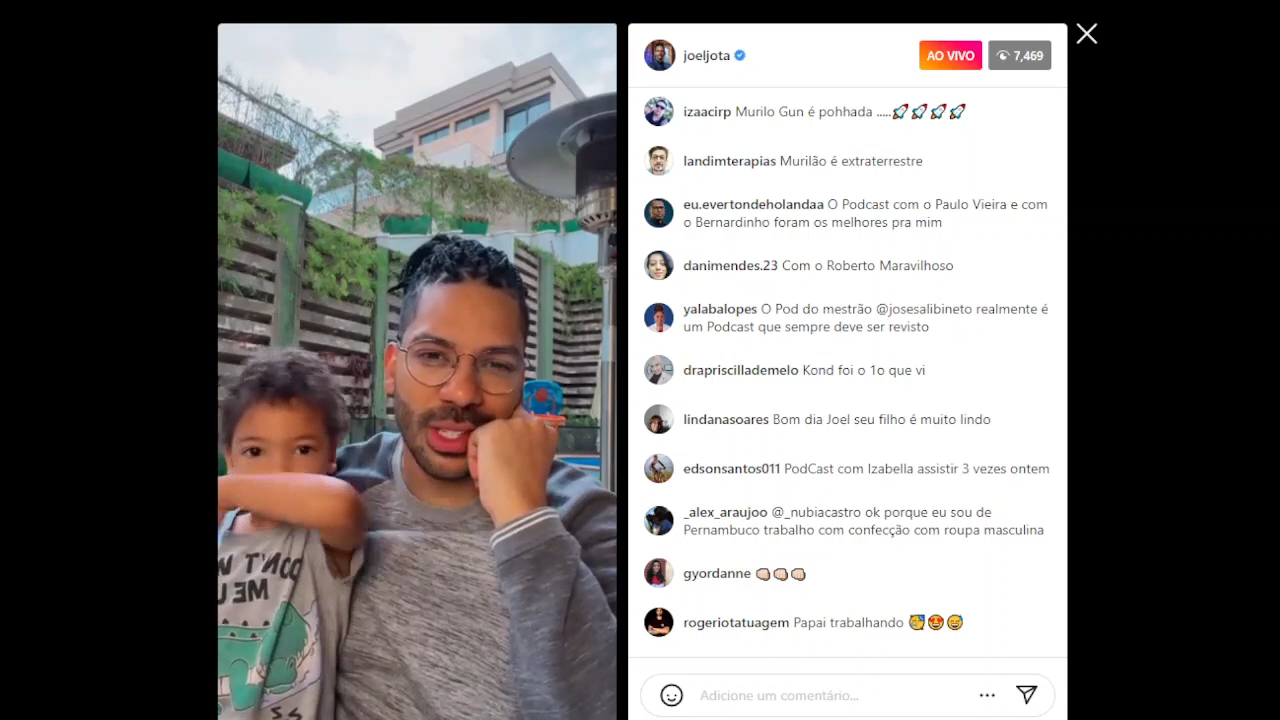 joeljota
AO VIVO
7,469
izaacirp Murilo Gun é pohhada .....🚀🚀🚀🚀
landimterapias Murilão é extraterrestre
eu.evertondeholandaa O Podcast com o Paulo Vieira e com
o Bernardinho foram os melhores pra mim
danimendes.23 Com o Roberto Maravilhoso
yalabalopes O Pod do mestrão @josesalibineto realmente é
um Podcast que sempre deve ser revisto
drapriscillademelo Kond foi o 1o que vi
lindanasoares Bom dia Joel seu filho é muito lindo
edsonsantos011 PodCast com Izabella assistir 3 vezes ontem
_alex_araujoo @_nubiacastro ok porque eu sou de
Pernambuco trabalho com confecção com roupa masculina
gyordanne 👊🏻👊🏻👊🏻
rogeriotatuagem Papai trabalhando 🥳😍😅
Adicione um comentário...
DON'T
ME